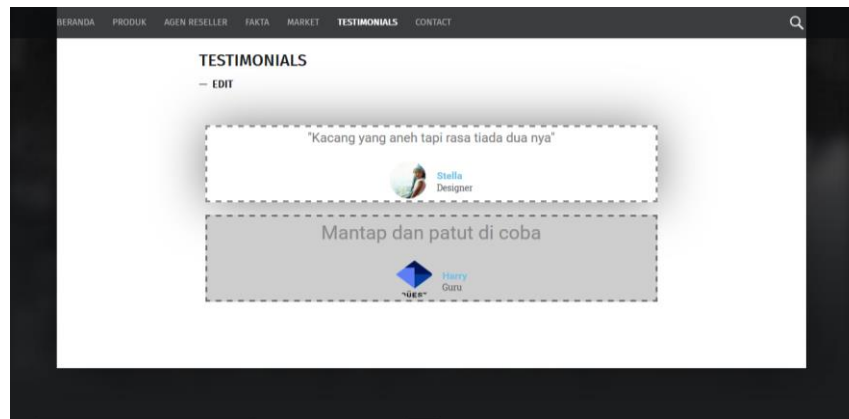 BERANDA PRODUK AGEN RESELLER FAKTA MARKET TESTIMONIALS CONTACT
TESTIMONIALS
— EDIT
"Kacang yang aneh tapi rasa tiada dua nya"
Stella
Designer
Mantap dan patut di coba
Harry
Guru